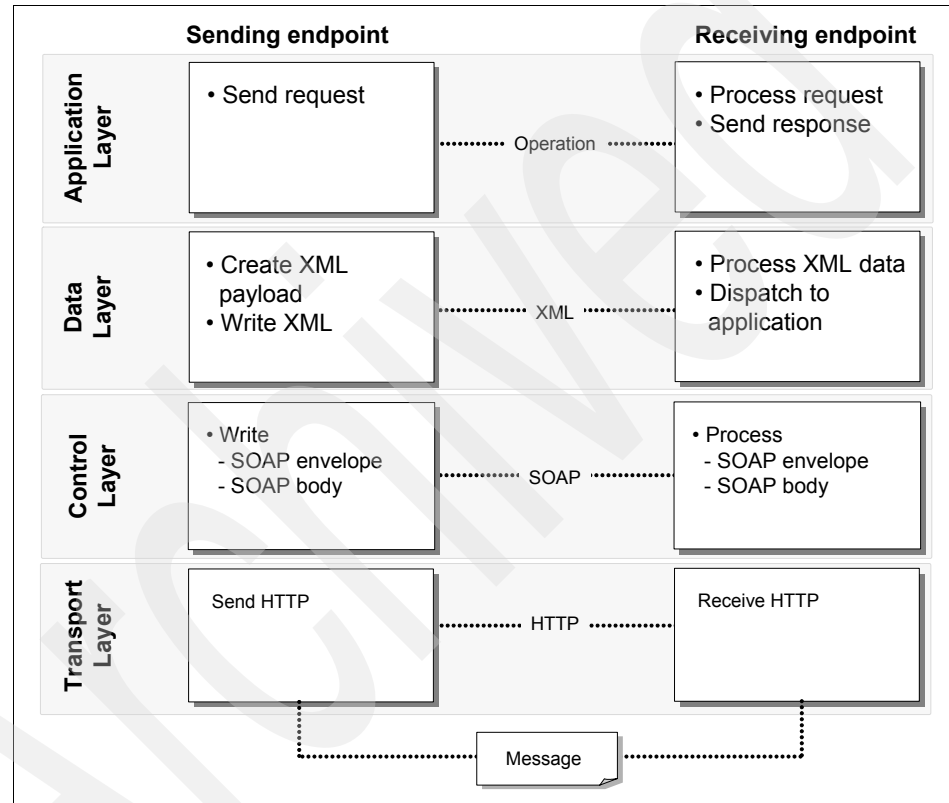 Sending endpoint
Receiving endpoint
Application
Layer
• Send request
Operation
• Process request
• Send response
Data
Layer
• Create XML
payload
• Write XML
XML
• Process XML data
• Dispatch to
application
Control
Layer
• Write
- SOAP envelope
- SOAP body
SOAP
• Process
- SOAP envelope
- SOAP body
Transport
Layer
Send HTTP
HTTP
Receive HTTP
Message
Archived